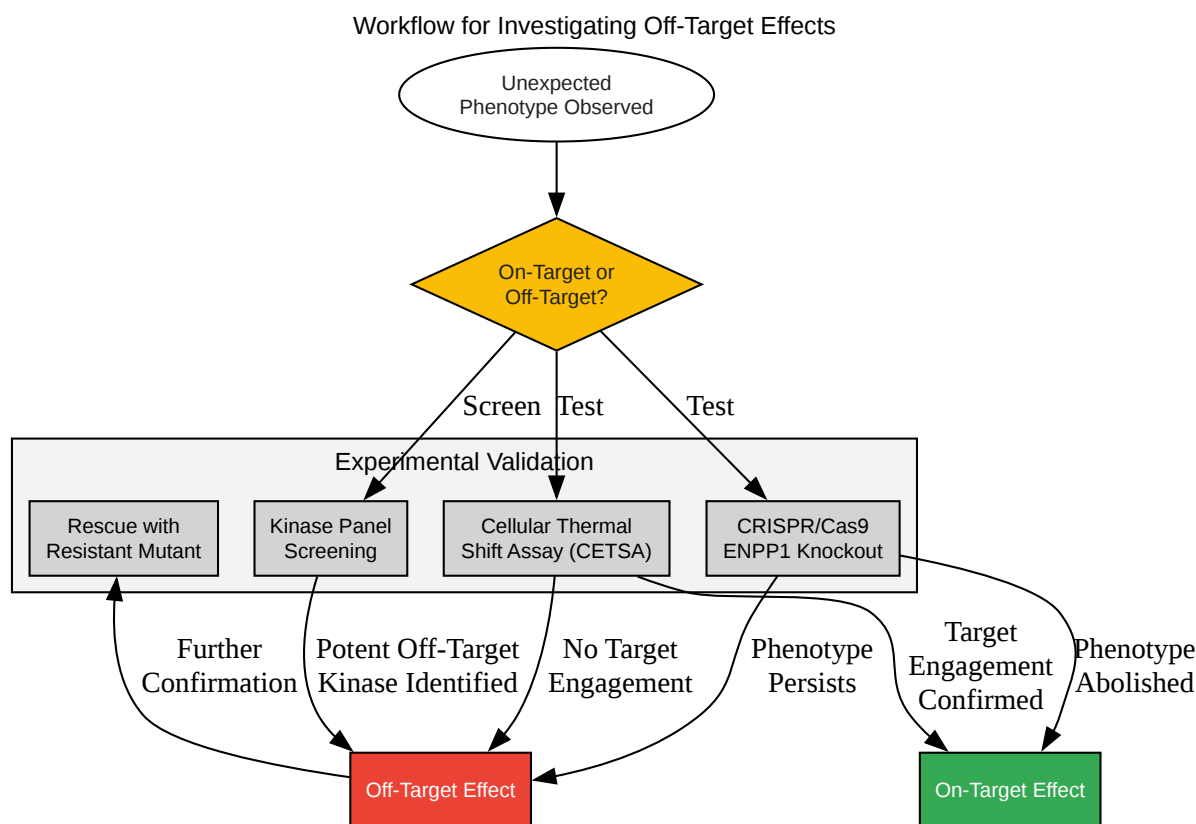 Workflow for Investigating Off-Target Effects
Unexpected
Phenotype Observed
On-Target or
Off-Target?
Screen
Test
Test
Experimental Validation
Rescue with
Resistant Mutant
Kinase Panel
Screening
Cellular Thermal
Shift Assay (CETSA)
CRISPR/Cas9
ENPP1 Knockout
Further
Confirmation
Potent Off-Target
Kinase Identified
No Target
Engagement
Phenotype
Persists
Target
Engagement
Confirmed
Phenotype
Abolished
Off-Target Effect
On-Target Effect